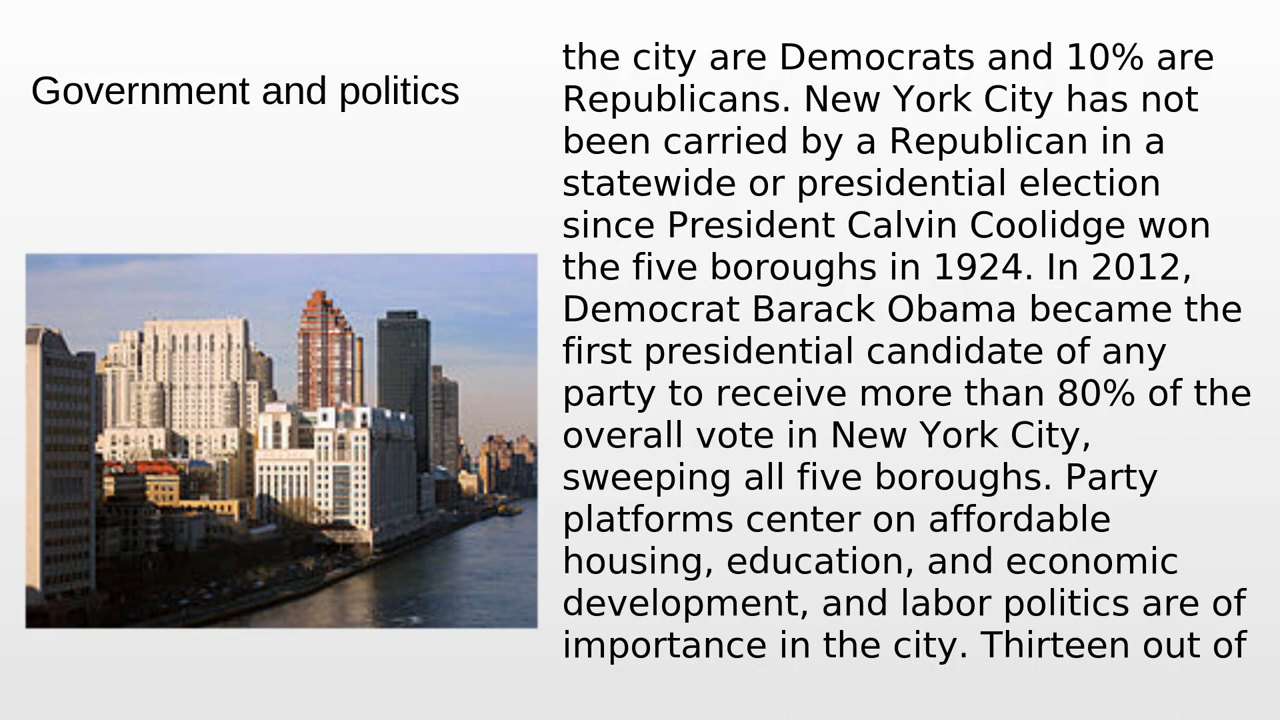 Government and politics
the city are Democrats and 10% are
Republicans. New York City has not
been carried by a Republican in a
statewide or presidential election
since President Calvin Coolidge won
the five boroughs in 1924. In 2012,
Democrat Barack Obama became the
first presidential candidate of any
party to receive more than 80% of the
overall vote in New York City,
sweeping all five boroughs. Party
platforms center on affordable
housing, education, and economic
development, and labor politics are of
importance in the city. Thirteen out of